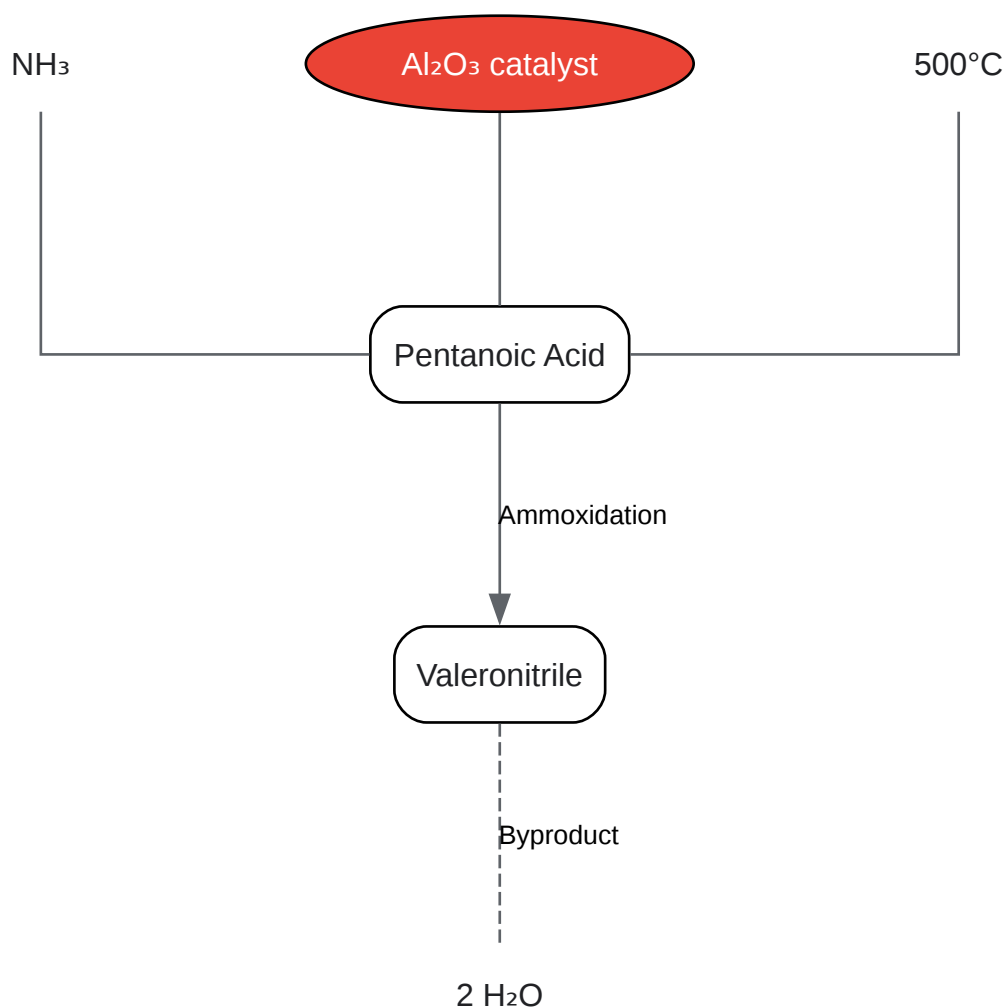 NH₃
Al₂O₃ catalyst
500°C
Pentanoic Acid
Ammoxidation
Valeronitrile
Byproduct
2 H₂O